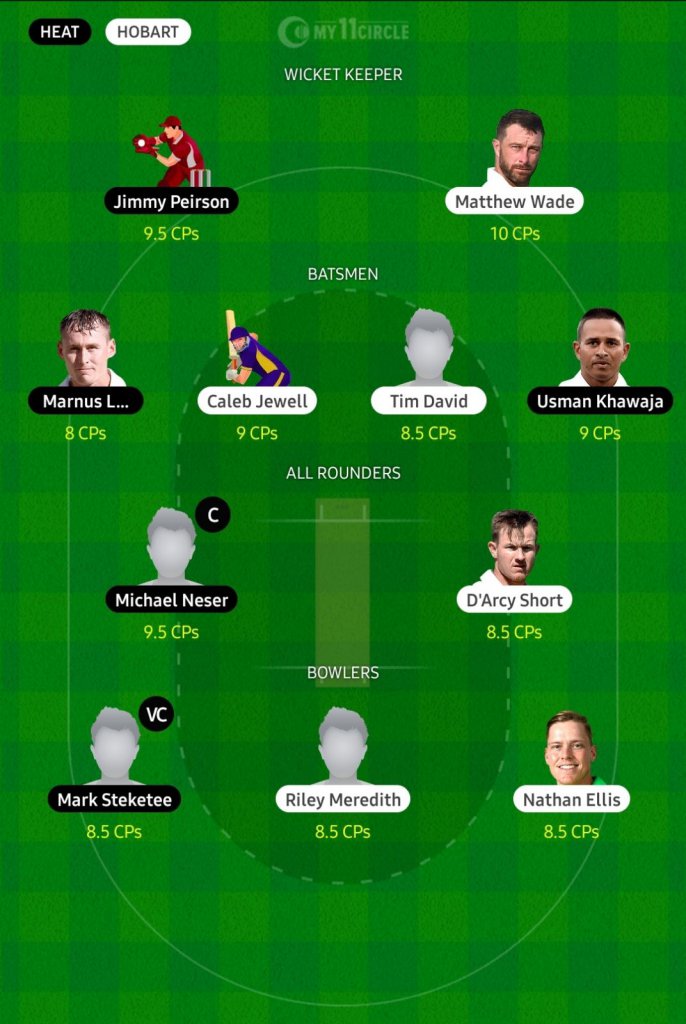 HEAT HOBART MY11CIRCLE
WICKET KEEPER
Jimmy Peirson Matthew Wade
9.5 CPs 10 CPs
BATSMEN
Marnus L... Caleb Jewell Tim David Usman Khawaja
8 CPs 9 CPs 8.5 CPs 9 CPs
ALL ROUNDERS
C
Michael Neser D'Arcy Short
9.5 CPs 8.5 CPs
BOWLERS
VC
Mark Steketee Riley Meredith Nathan Ellis
8.5 CPs 8.5 CPs 8.5 CPs